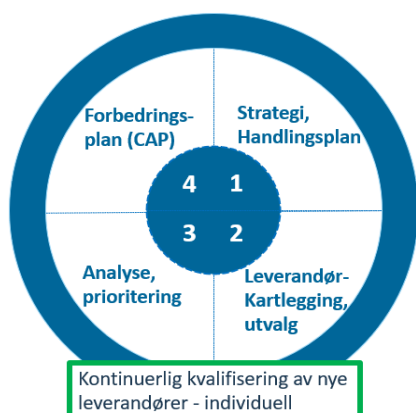 Forbedrings-
plan (CAP)
Strategi,
Handlingsplan
4 1
3 2
Analyse,
prioritering
Leverandør-
Kartlegging,
utvalg
Kontinuerlig kvalifisering av nye
leverandører - individuell